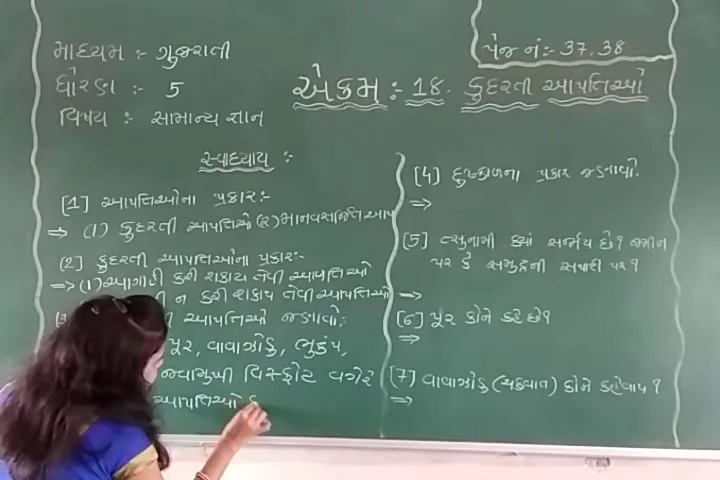 માધ્યમ :- ગુજરાતી
પેજ નં:- 37,38
ધોરણ :- 5
એકમ :- 18. કુદરતી આપત્તિઓ
વિષય :- સામાન્ય જ્ઞાન
સ્વાધ્યાય :-
[1] આપત્તિઓના પ્રકાર:-
⇒ (1) કુદરતી આપત્તિઓ (૨) માનવસર્જિત આપ
(2) કુદરતી આપત્તિઓના પ્રકાર:-
⇒ (1) આગાહી કરી શકાય તેવી આપત્તિઓ
ન કરી શકાય તેવી આપત્તિઓ
આપત્તિઓ જણાવો:-
પૂર, વાવાઝોડુ, ભુકંપ,
જ્વાળામુખી વિસ્ફોટ વગેરે
આપત્તિઓ
[4] દુષ્કાળના પ્રકાર જણાવો.
⇒
[5] ત્સુનામી ક્યાં સર્જાય છે? જમીન
પર કે સમુદ્રની સપાટી પર?
⇒
[6] પૂર કોને કહે છે?
⇒
[7] વાવાઝોડુ (ચક્રવાત) કોને કહેવાય?
⇒